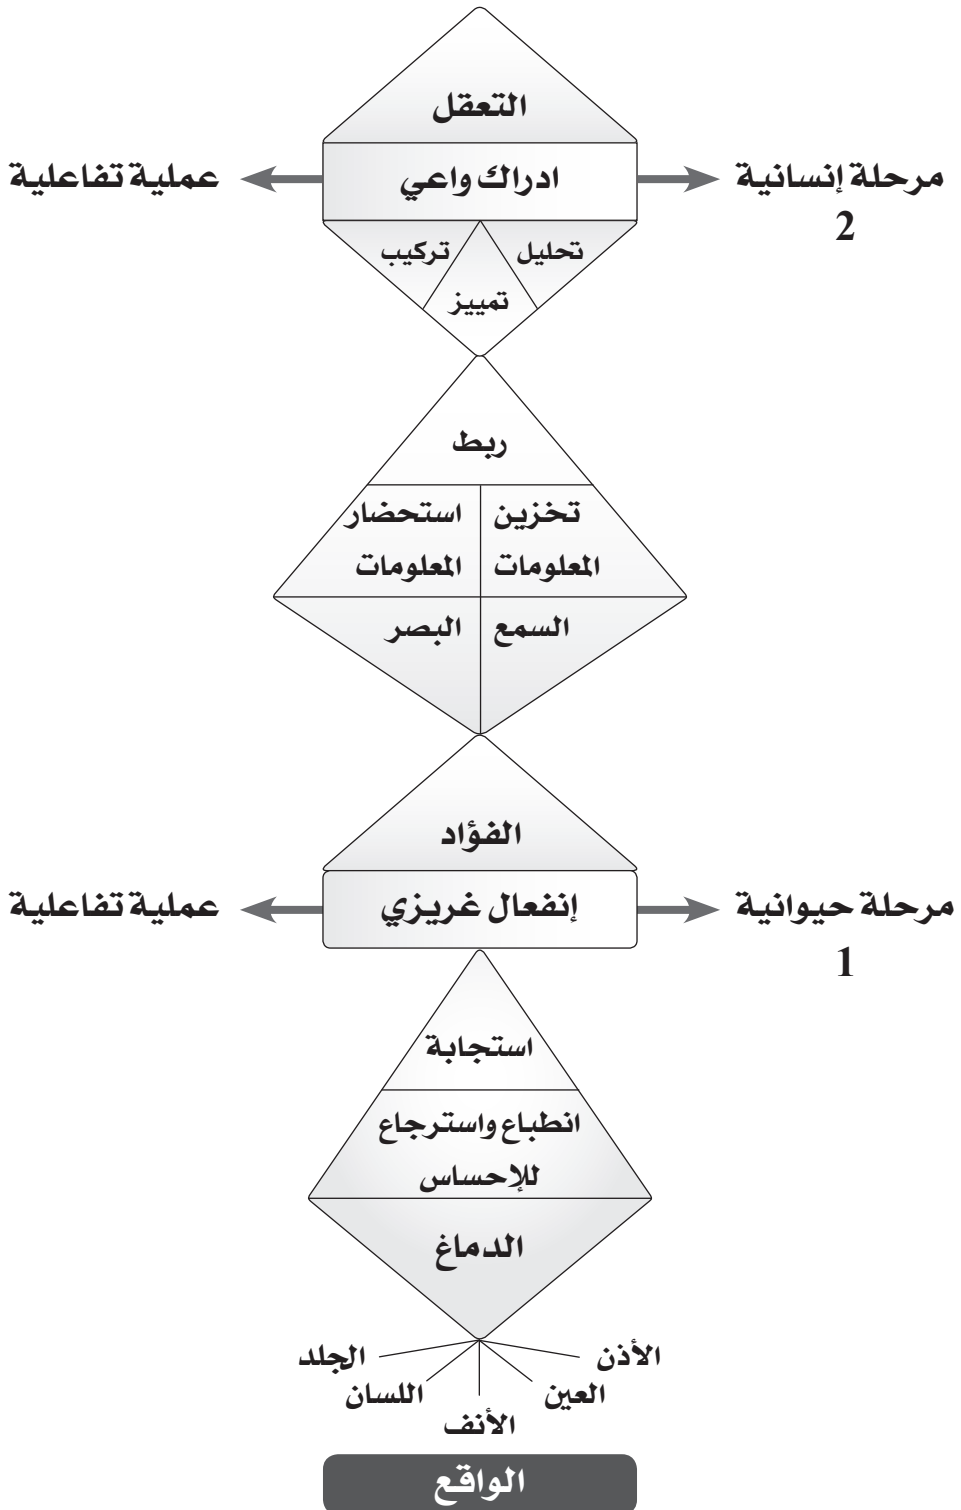 التعقل
مرحلة إنسانية ادراك واعي عملية تفاعلية
2
تحليل تركيب
تمييز
ربط
تخزين استحضار
المعلومات المعلومات
السمع البصر
الفؤاد
مرحلة حيوانية إنفعال غريزي عملية تفاعلية
1
استجابة
انطباع واسترجاع
للإحساس
الدماغ
الأذن الجلد
العين اللسان
الأنف
الواقع